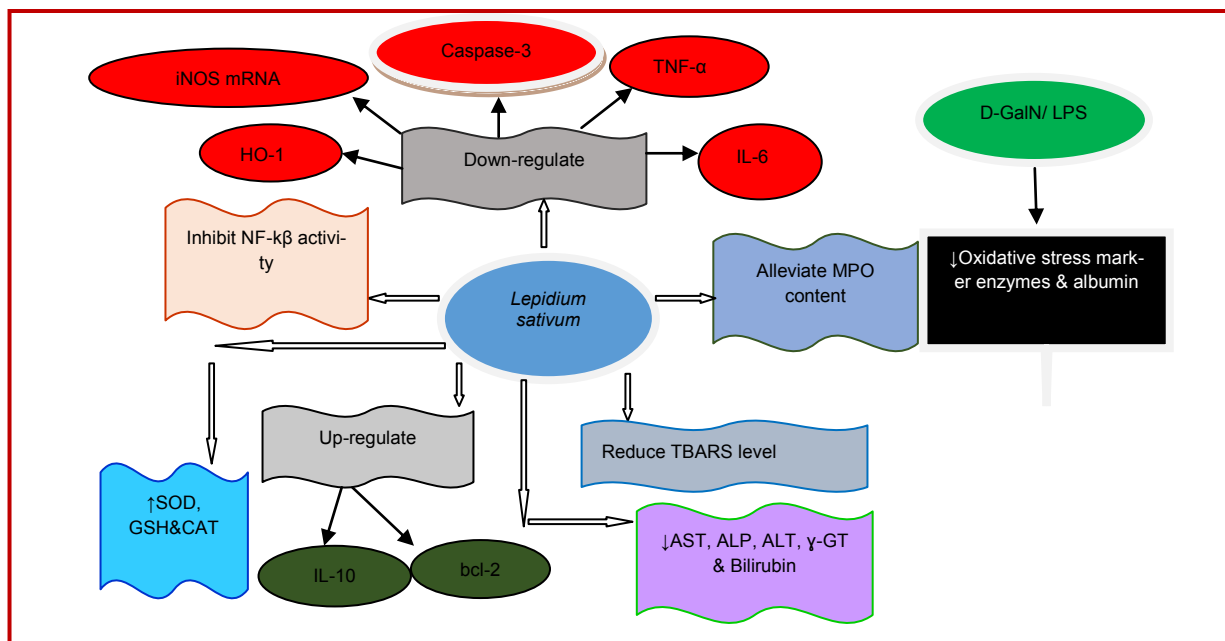 Caspase-3
iNOS mRNA
TNF-α
D-GalN/ LPS
HO-1
Down-regulate
IL-6
Inhibit NF-kβ activi-
ty
Alleviate MPO
content
↓Oxidative stress mark-
er enzymes & albumin
Lepidium
sativum
Up-regulate
Reduce TBARS level
↑SOD,
GSH&CAT
IL-10
bcl-2
↓AST, ALP, ALT, ɣ-GT
& Bilirubin